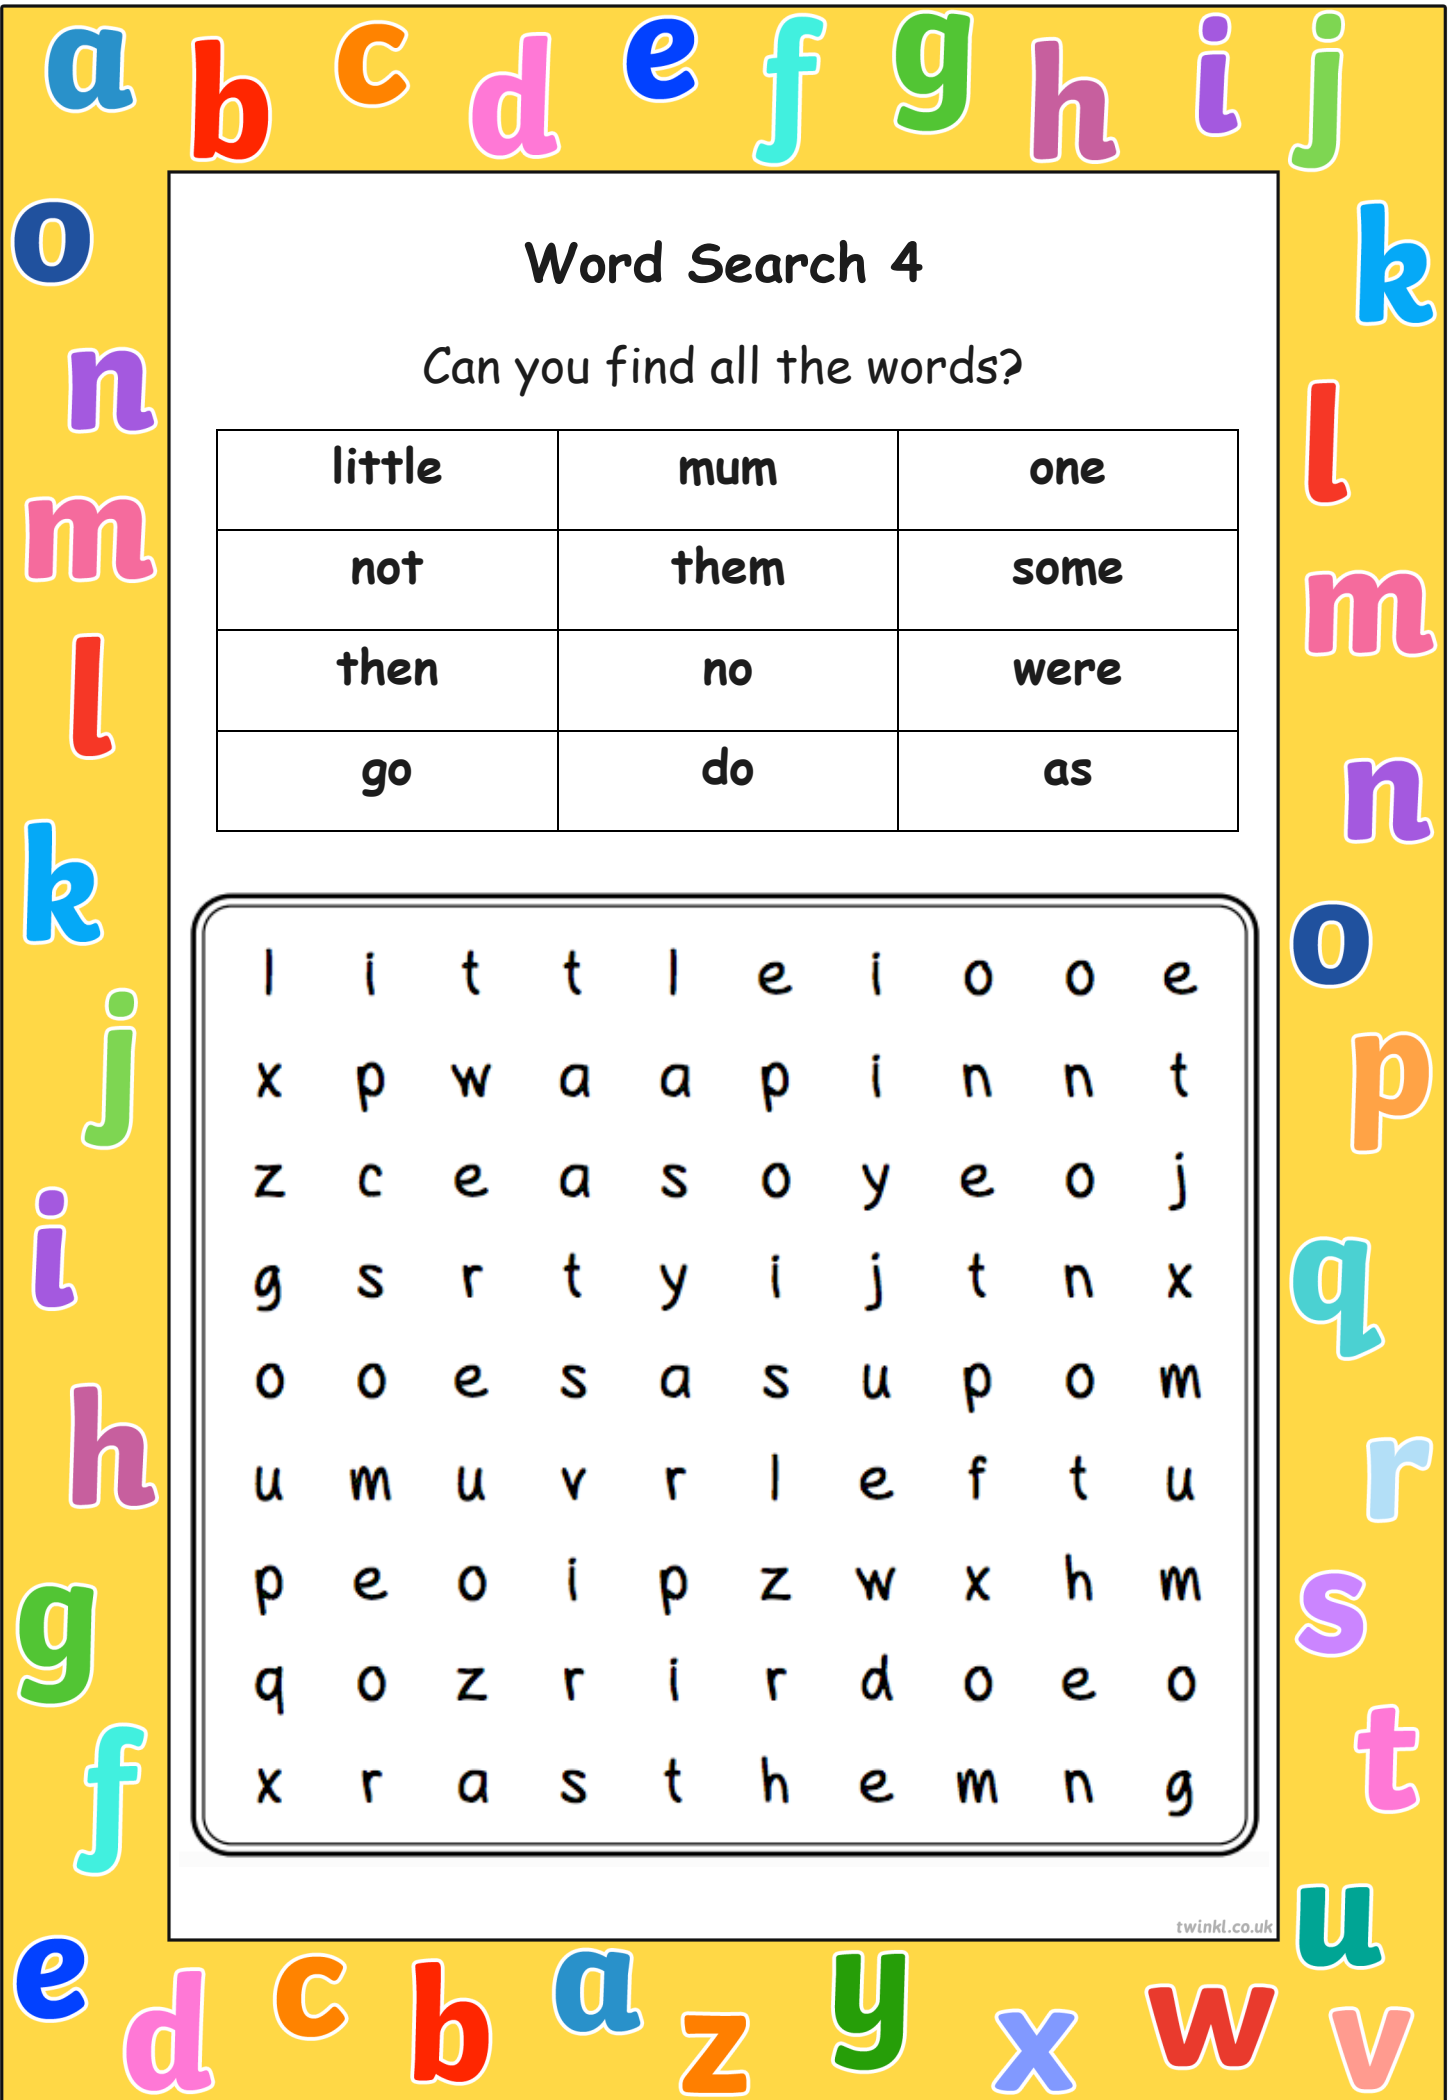 a b c d e f g h i j
o k
Word Search 4
Can you find all the words?
n
little mum one
l
m
not them some
m
then no were
l
go do as
n
k
o
l i t t l e i o o e
j
x p w a a p i n n t
p
z c e a s o y e o j
i
g s r t y i j t n x
q
o o e s a s u p o m
h
u m u v r l e f t u
r
p e o i p z w x h m
g
s
q o z r i r d o e o
f
t
x r a s t h e m n g
twinkl.co.uk
u
e d c b a z y x w v